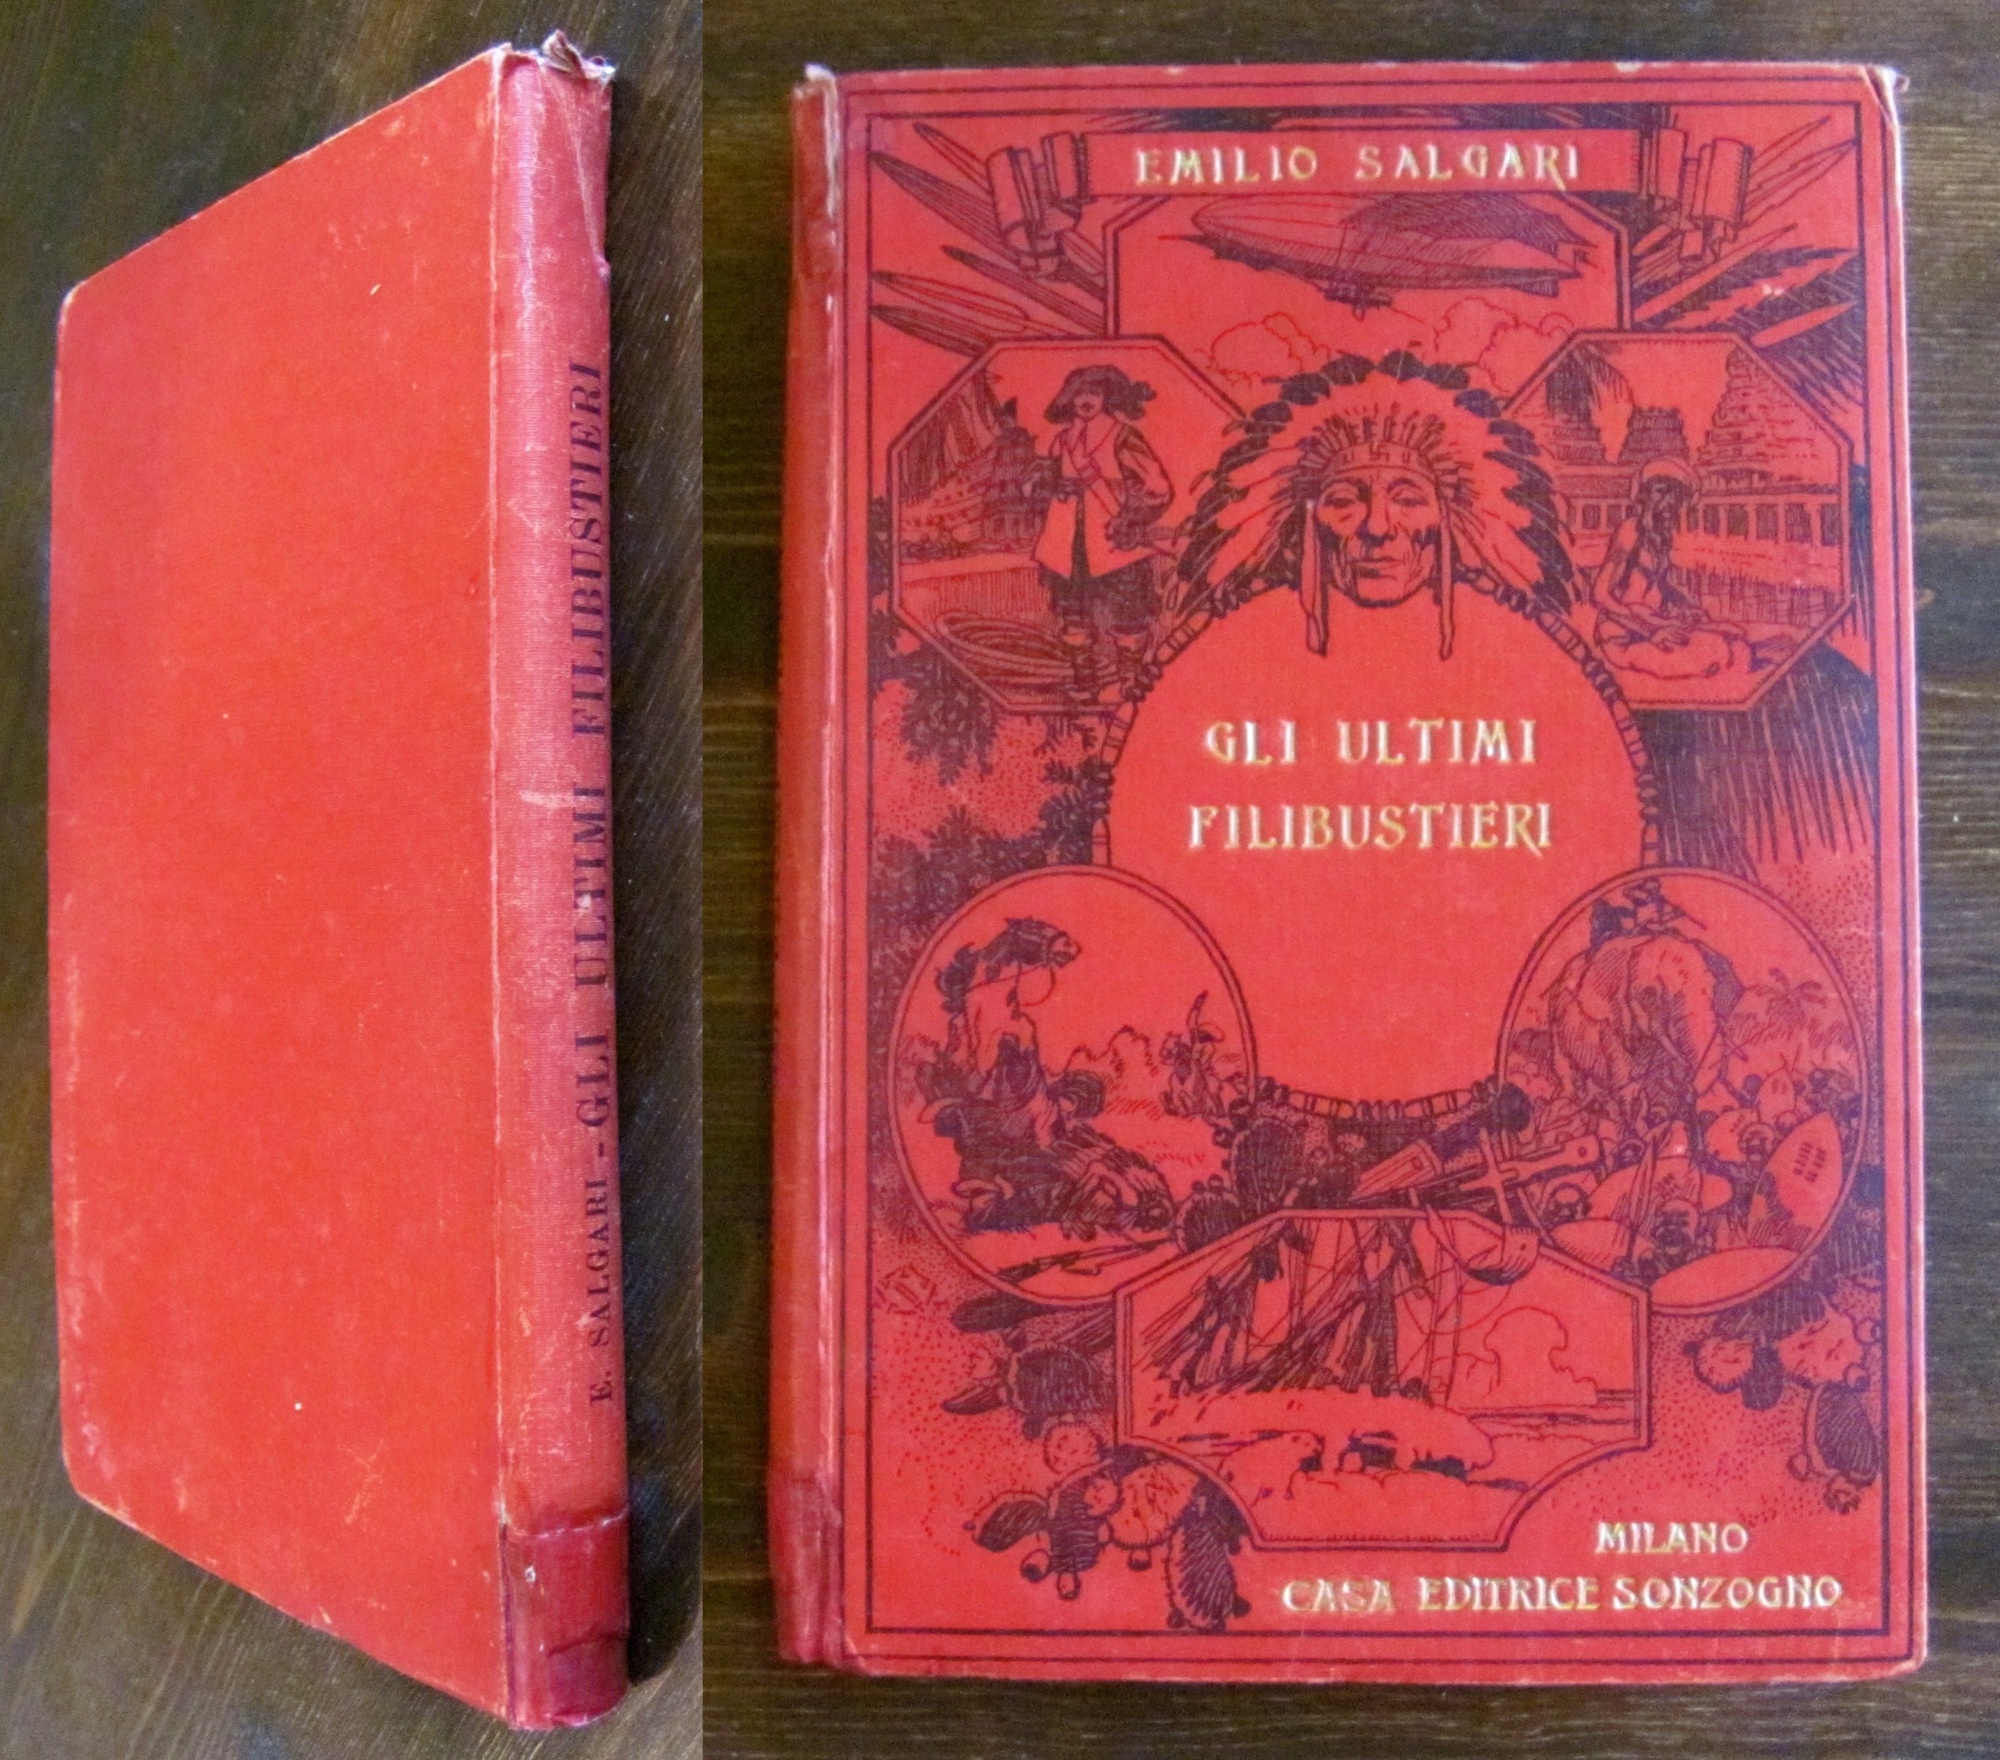 E. SALGARI - GLI ULTIMI FILIBUSTIERI
EMILIO SALGARI
GLI ULTIMI
FILIBUSTIERI
MILANO
CASA EDITRICE SONZOGNO